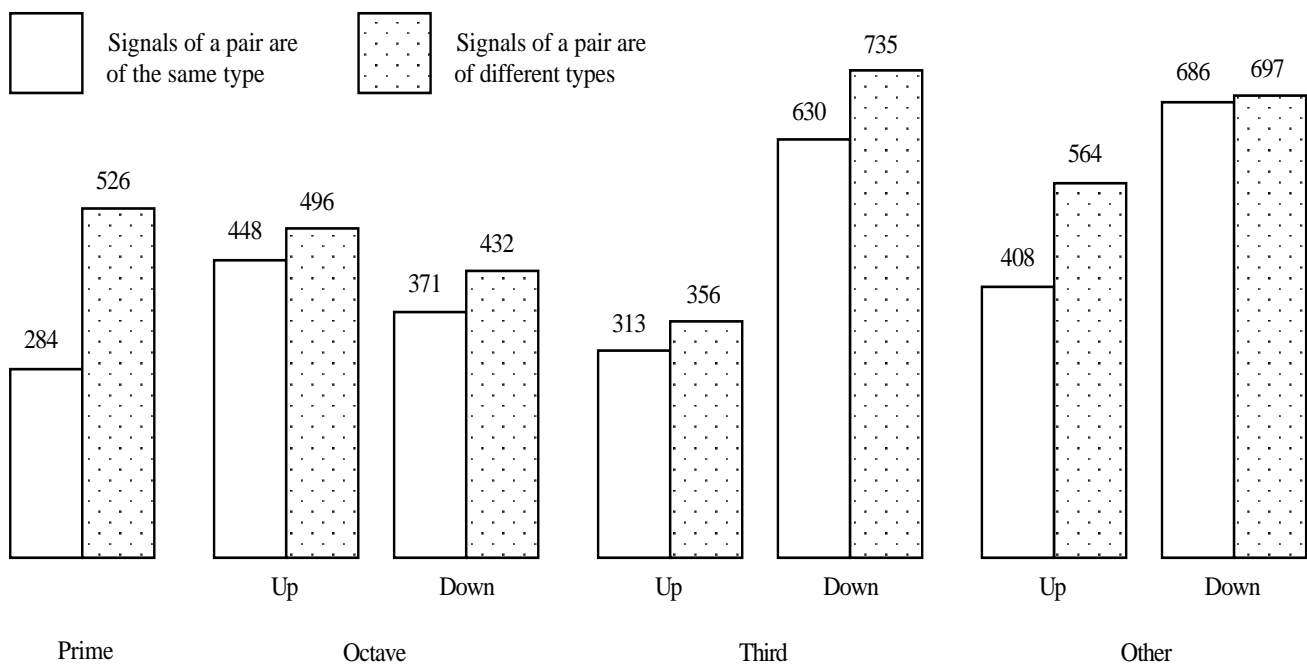 Signals of a pair are
of the same type
Signals of a pair are
of different types
284
526
448
496
371
432
313
356
630
735
408
564
686
697
Up
Down
Up
Down
Up
Down
Prime
Octave
Third
Other